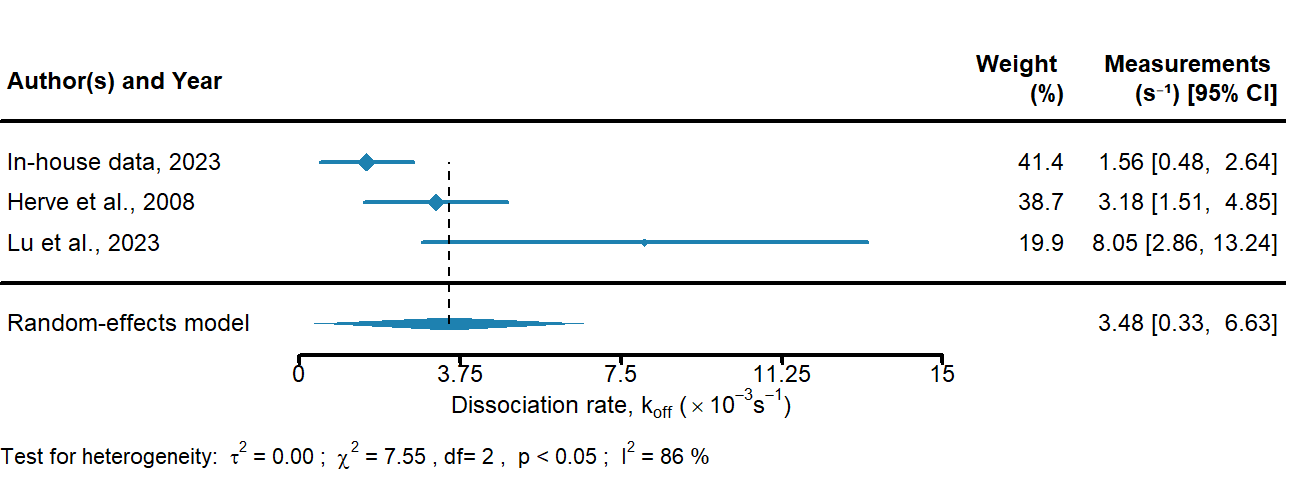 Author(s) and Year
Weight (%)
Measurements (s⁻¹) [95% CI]
In-house data, 2023 41.4 1.56 [0.48, 2.64]
Herve et al., 2008 38.7 3.18 [1.51, 4.85]
Lu et al., 2023 19.9 8.05 [2.86, 13.24]
Random-effects model 3.48 [0.33, 6.63]
0 3.75 7.5 11.25 15
Dissociation rate, k_off ( × 10⁻³s⁻¹)
Test for heterogeneity: τ² = 0.00 ; χ² = 7.55 , df= 2 , p < 0.05 ; I² = 86 %